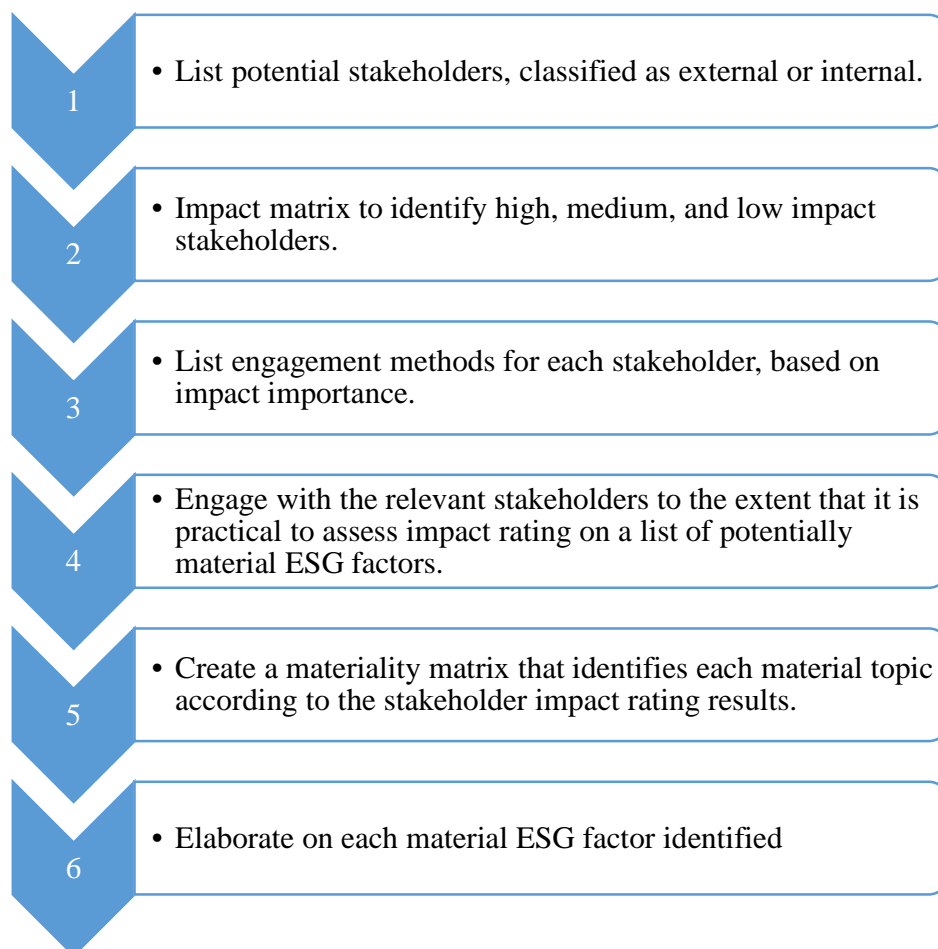 1
• List potential stakeholders, classified as external or internal.
2
• Impact matrix to identify high, medium, and low impact
stakeholders.
3
• List engagement methods for each stakeholder, based on
impact importance.
4
• Engage with the relevant stakeholders to the extent that it is
practical to assess impact rating on a list of potentially
material ESG factors.
5
• Create a materiality matrix that identifies each material topic
according to the stakeholder impact rating results.
6
• Elaborate on each material ESG factor identified